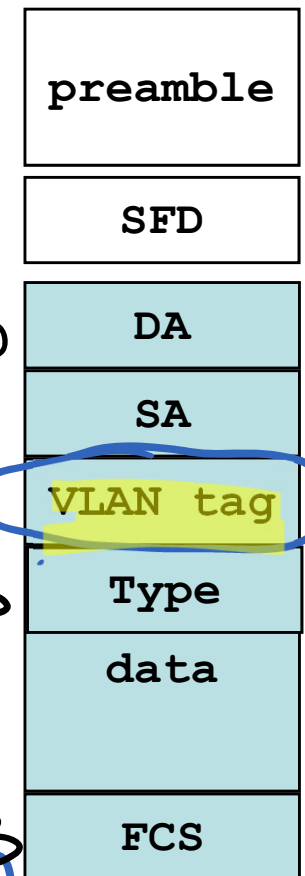 preamble
SFD
DA
SA
VLAN tag
Type
data
FCS